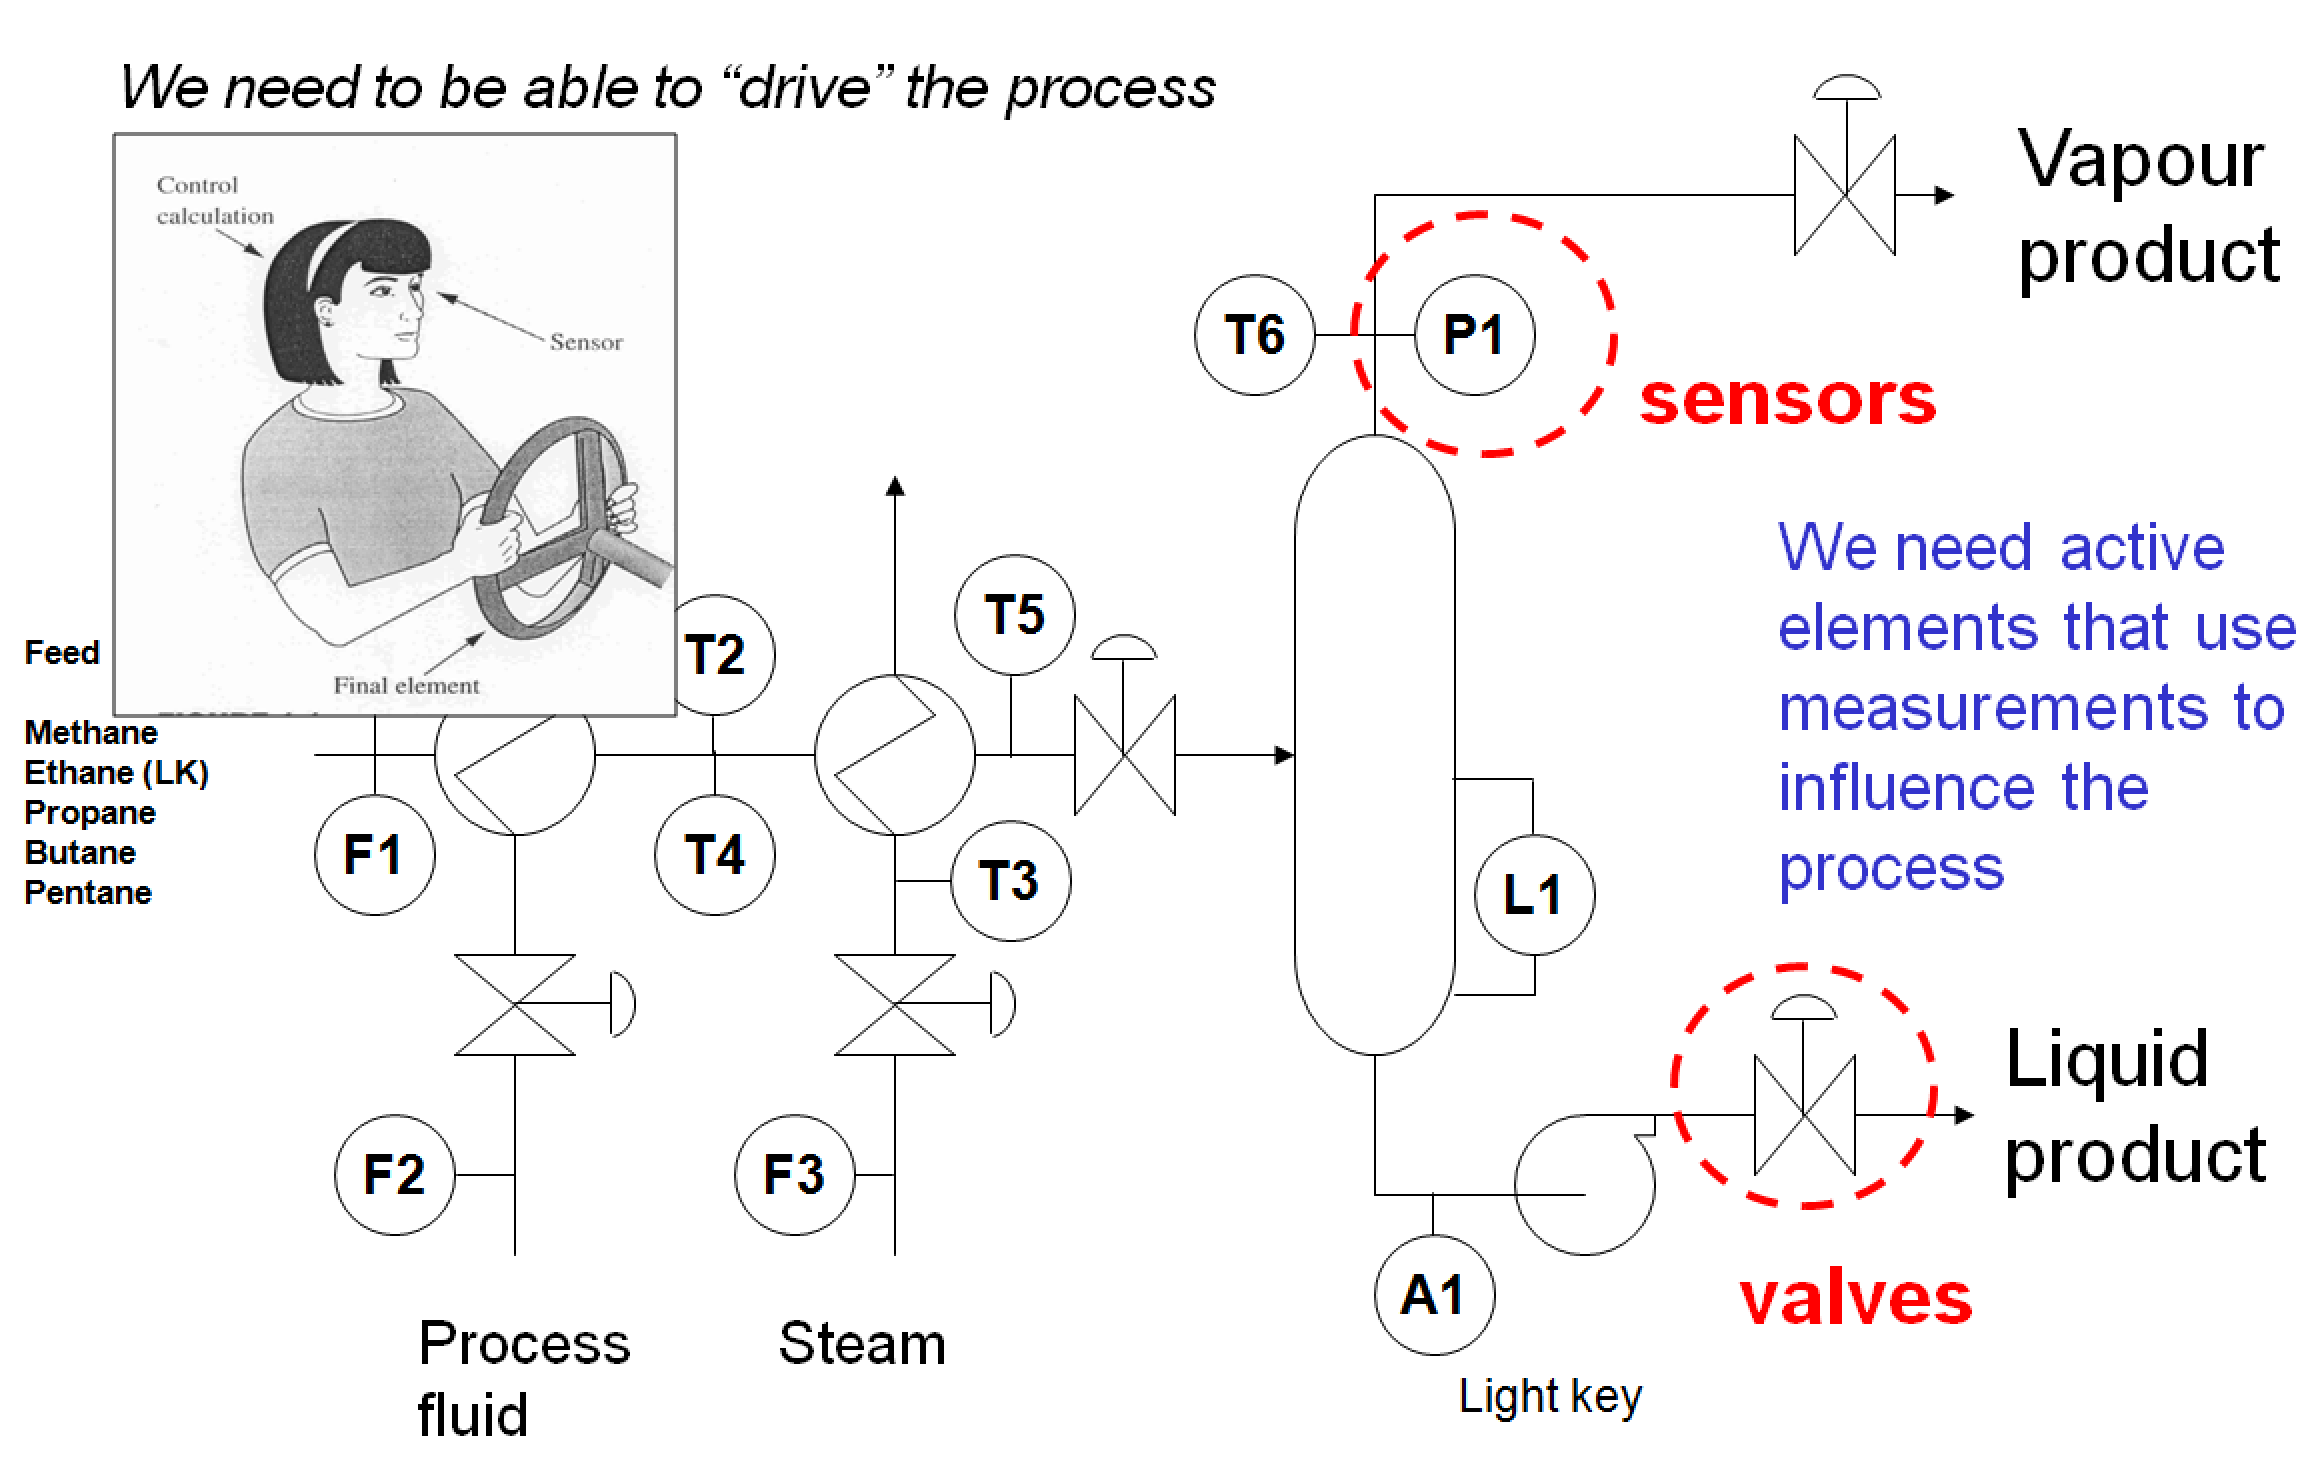 We need to be able to “drive” the process
Control
calculation
Sensor
Final element
Vapour
product
T6
P1
sensors
We need active
elements that use
measurements to
influence the
process
T5
T2
Feed
Methane
Ethane (LK)
Propane
Butane
Pentane
F1
T4
T3
L1
F2
F3
Liquid
product
A1
valves
Process
fluid
Steam
Light key